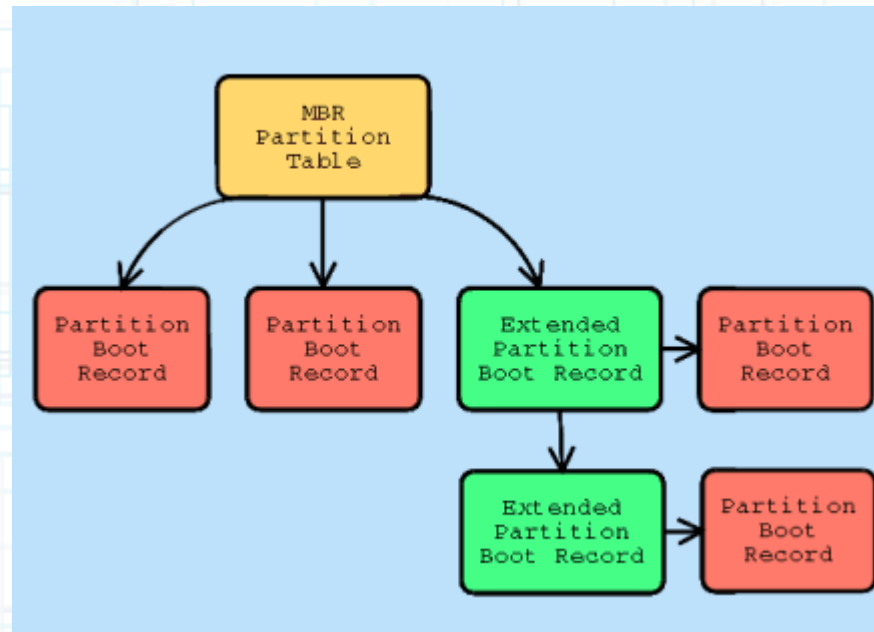 MBR
Partition
Table
Partition
Boot
Record
Partition
Boot
Record
Extended
Partition
Boot Record
Partition
Boot
Record
Extended
Partition
Boot Record
Partition
Boot
Record